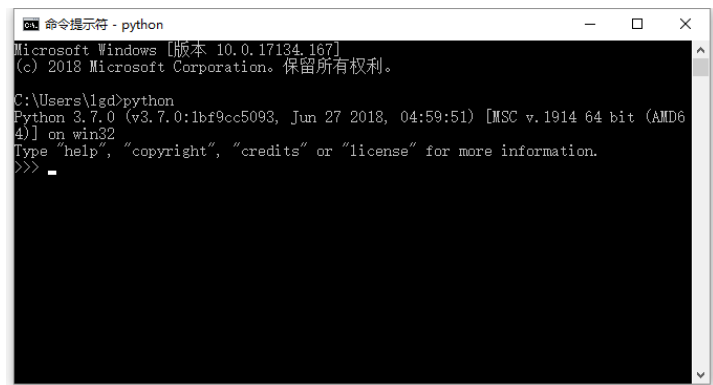 命令提示符 - python
Microsoft Windows [版本 10.0.17134.167]
(c) 2018 Microsoft Corporation。保留所有权利。
C:\Users\lgd>python
Python 3.7.0 (v3.7.0:1bf9cc5093, Jun 27 2018, 04:59:51) [MSC v.1914 64 bit (AMD6
4)] on win32
Type "help", "copyright", "credits" or "license" for more information.
>>>